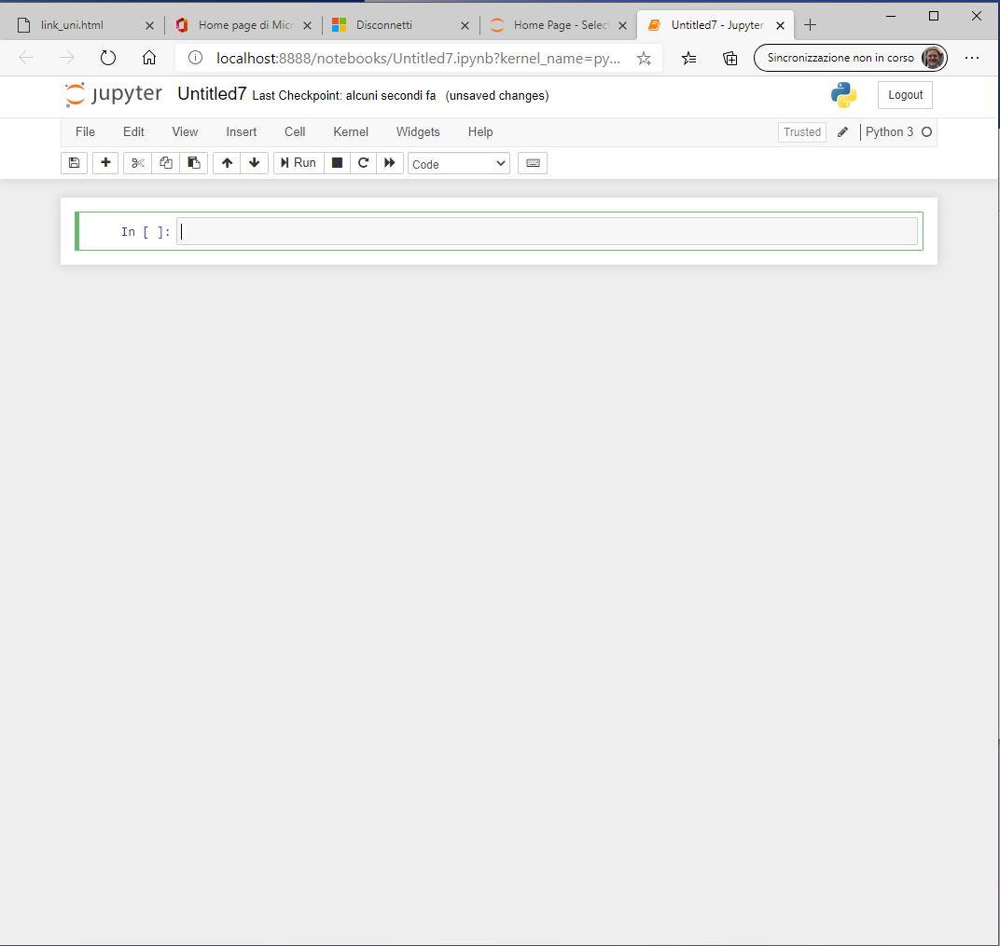 link_uni.html
Home page di Micr
Disconnetti
Home Page - Selec
Untitled7 - Jupyter
localhost:8888/notebooks/Untitled7.ipynb?kernel_name=py...
Sincronizzazione non in corso
jupyter Untitled7 Last Checkpoint: alcuni secondi fa (unsaved changes)
Logout
File Edit View Insert Cell Kernel Widgets Help
Trusted
Python 3
Run
Code
In [ ]: